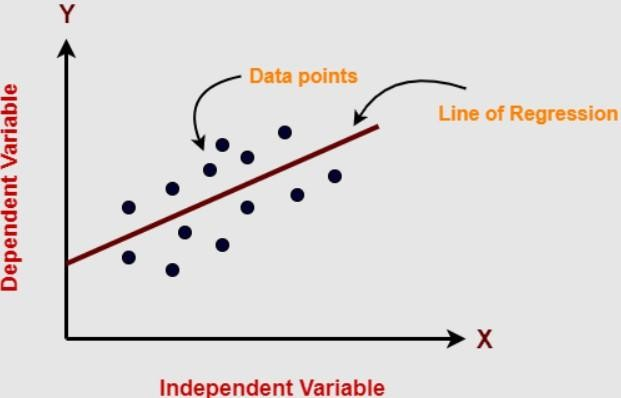 Y
Data points
Line of Regression
Dependent Variable
X
Independent Variable